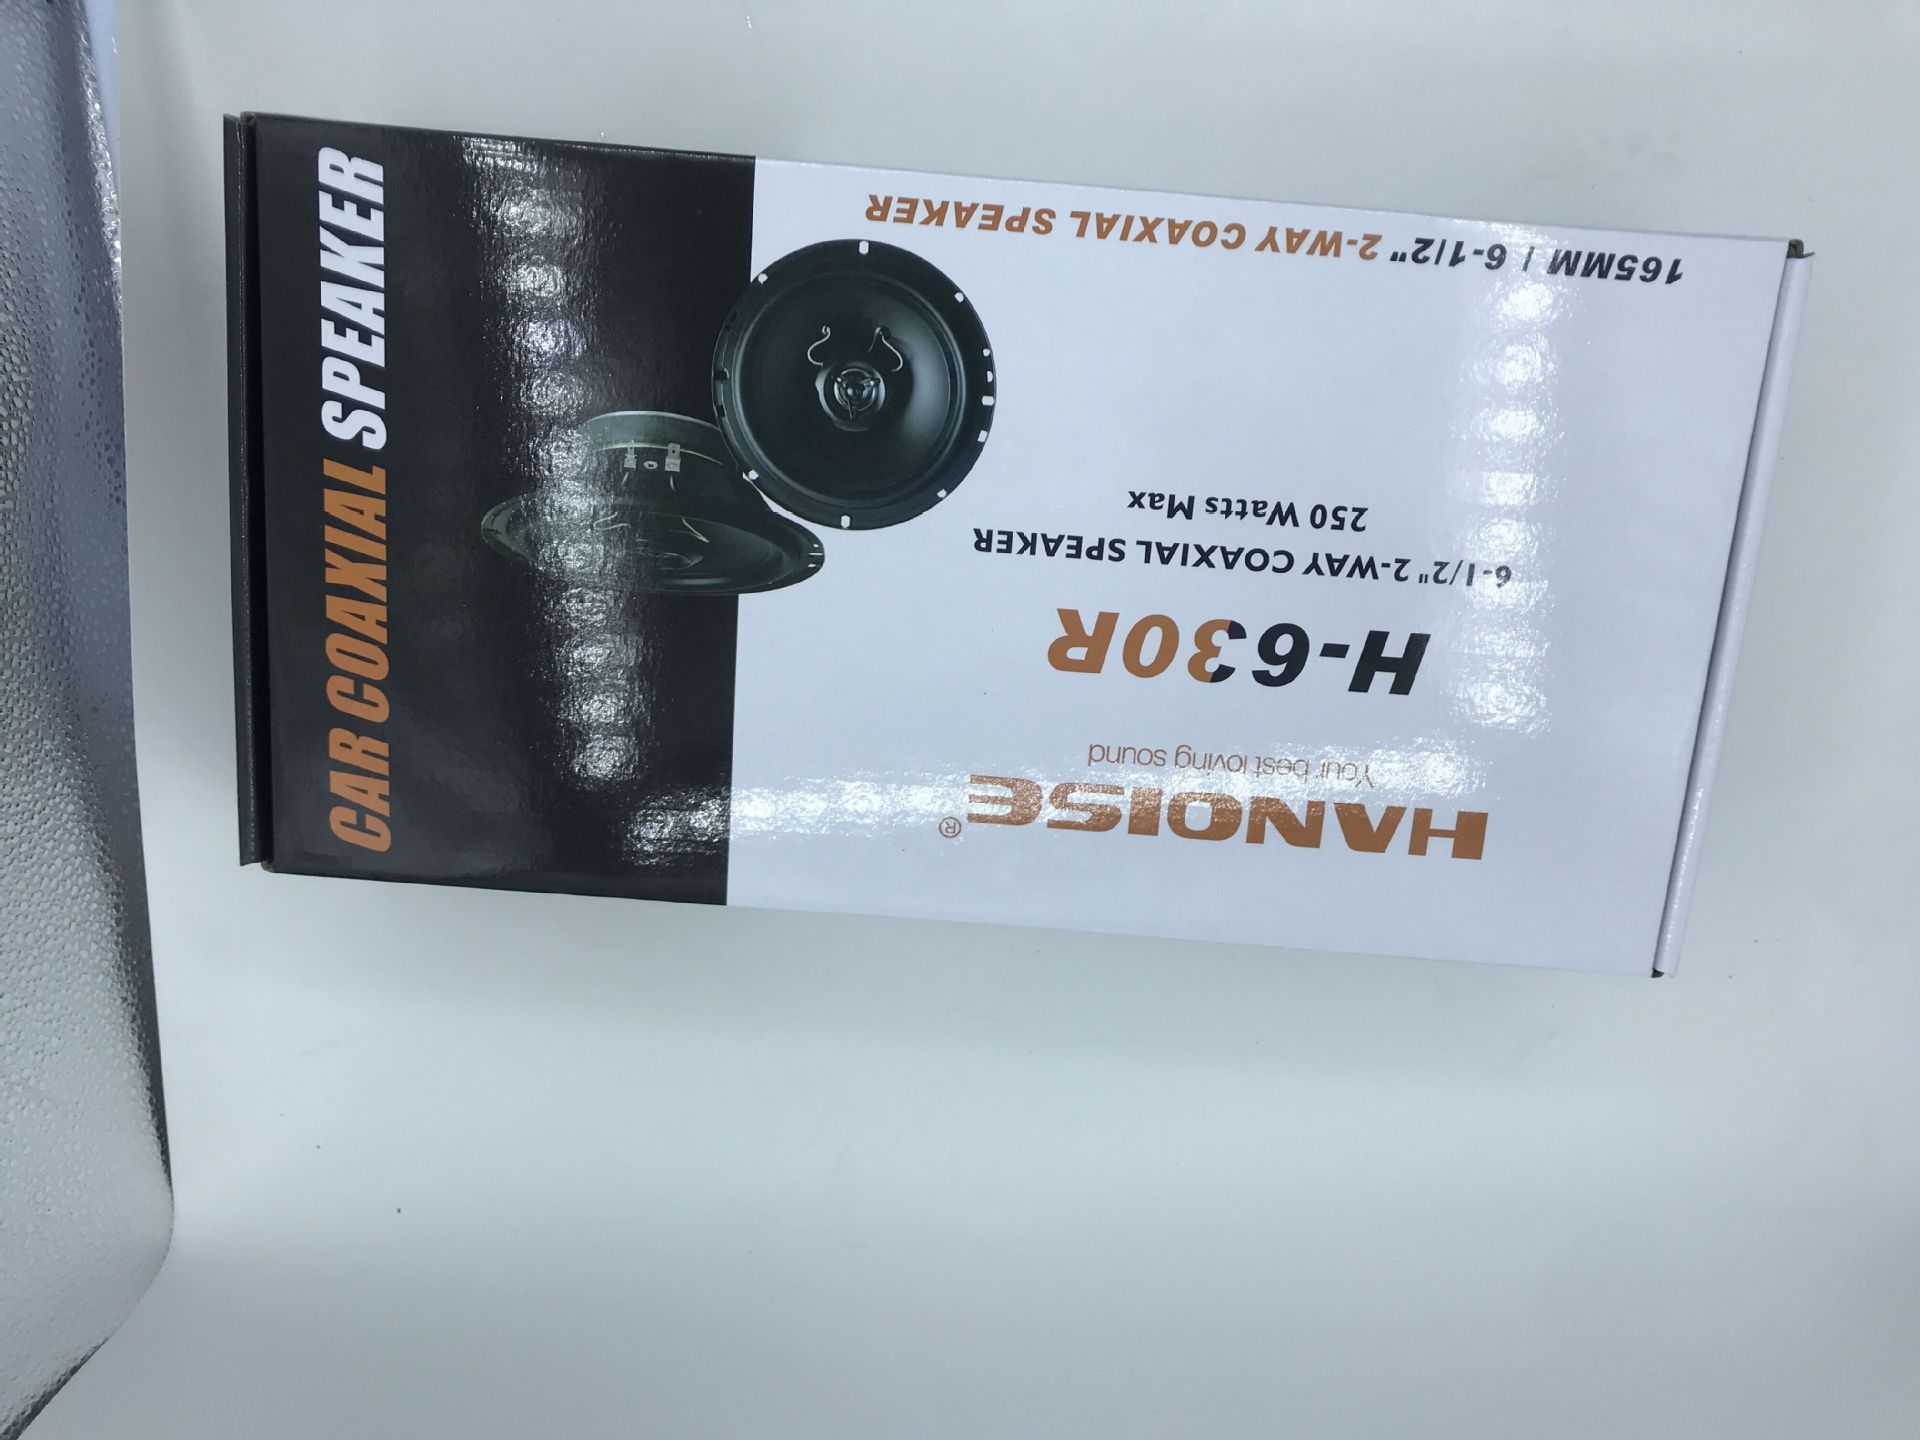 HANOISE®
Your best loving sound
H-630R
6-1/2" 2-WAY COAXIAL SPEAKER
250 Watts Max
165MM / 6-1/2" 2-WAY COAXIAL SPEAKER
CAR COAXIAL SPEAKER